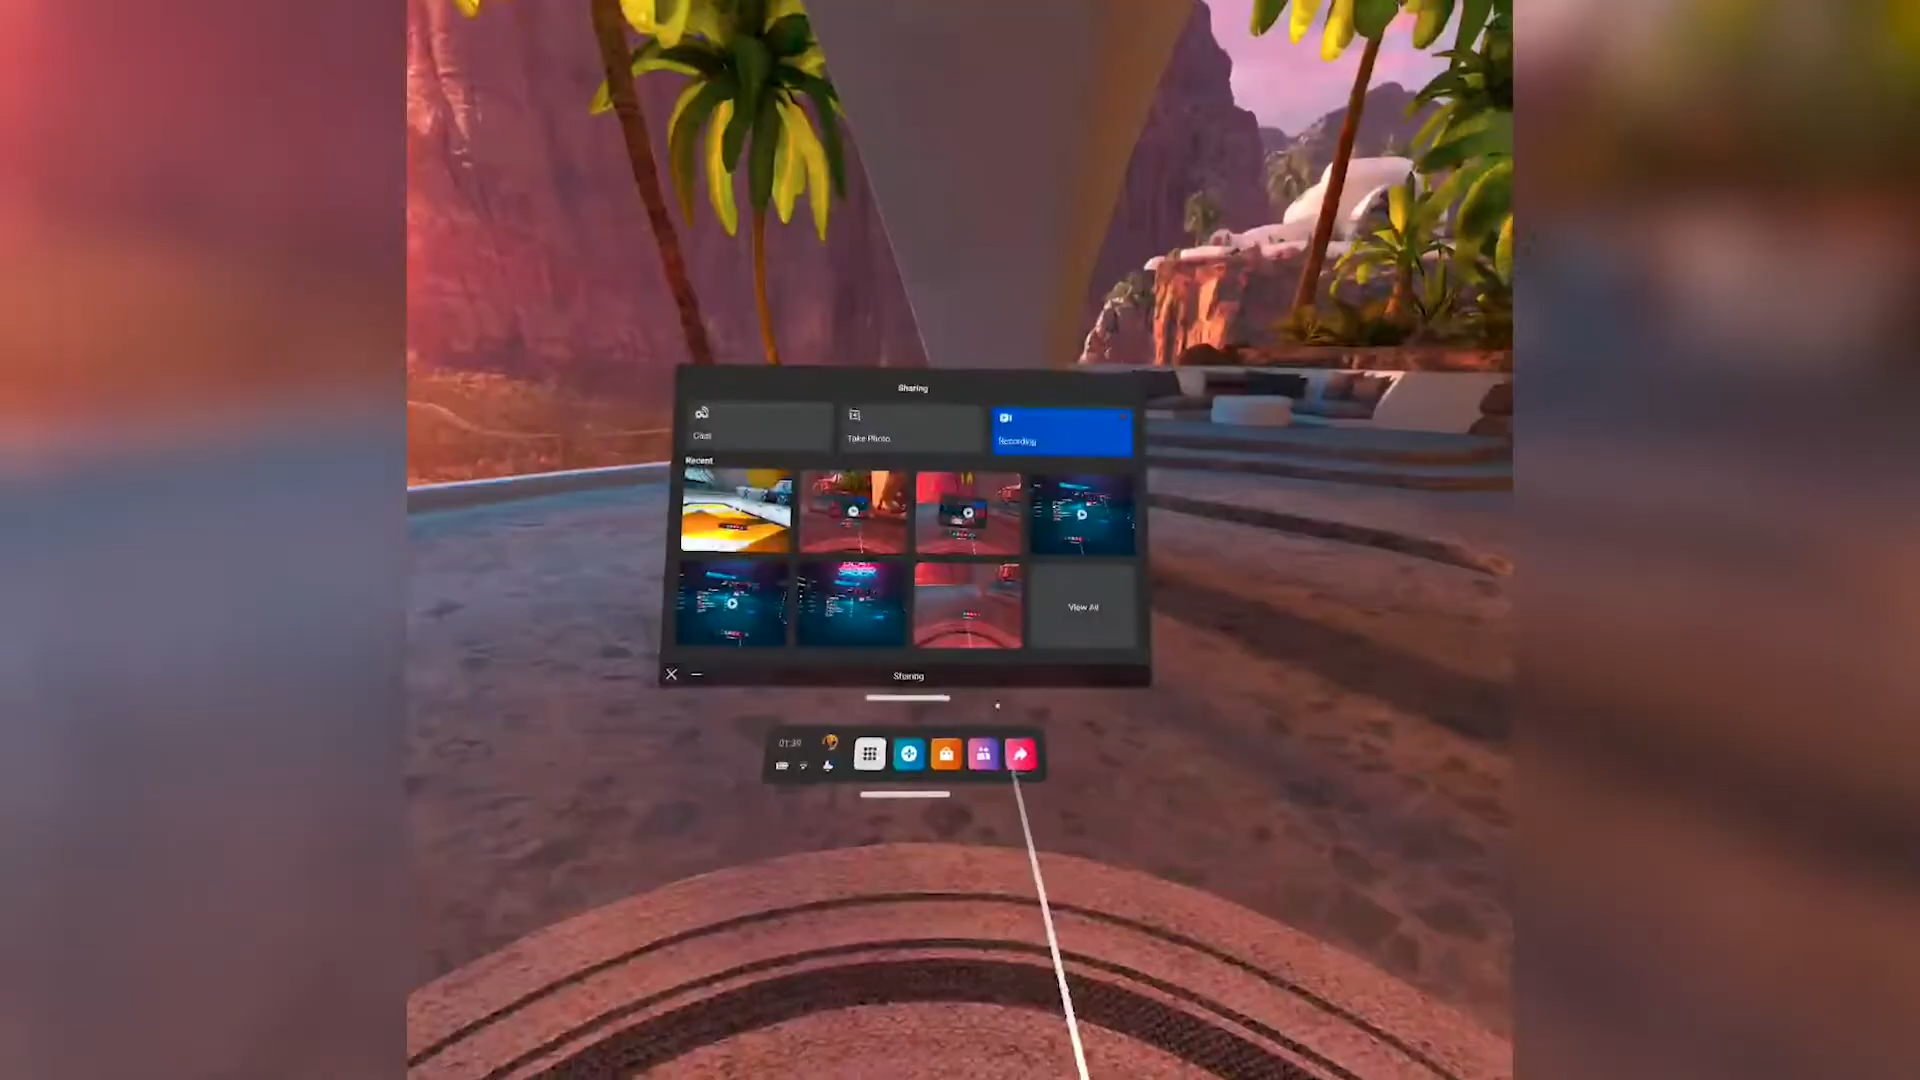 Sharing
Cast
Take Photo
Recording
Recent
View All
Sharing
01:39